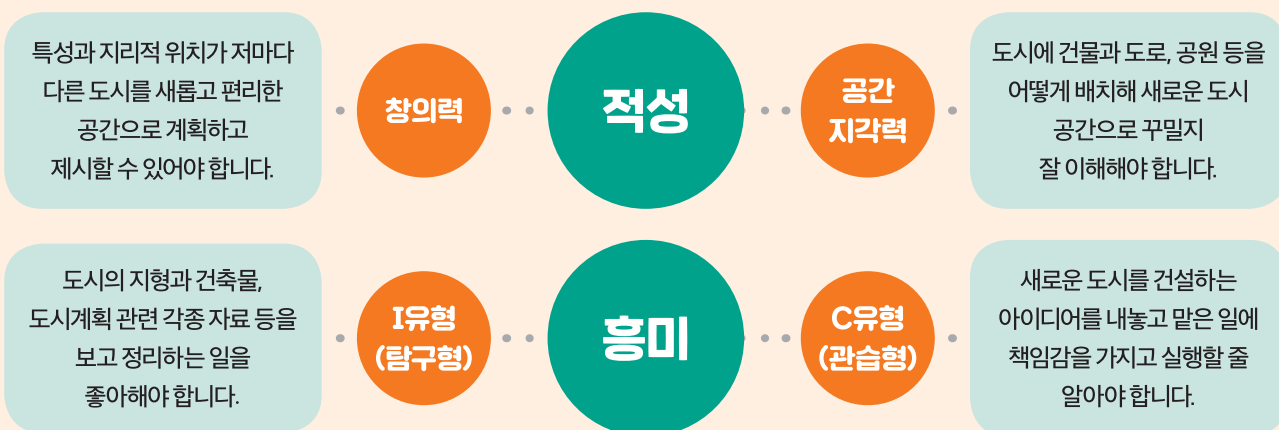 특성과 지리적 위치가 저마다
다른 도시를 새롭고 편리한
공간으로 계획하고
제시할 수 있어야 합니다.
창의력
적성
공간
지각력
도시에 건물과 도로, 공원 등을
어떻게 배치해 새로운 도시
공간으로 꾸밀지
잘 이해해야 합니다.
도시의 지형과 건축물,
도시계획 관련 각종 자료 등을
보고 정리하는 일을
좋아해야 합니다.
I유형
(탐구형)
흥미
C유형
(관습형)
새로운 도시를 건설하는
아이디어를 내놓고 맡은 일에
책임감을 가지고 실행할 줄
알아야 합니다.